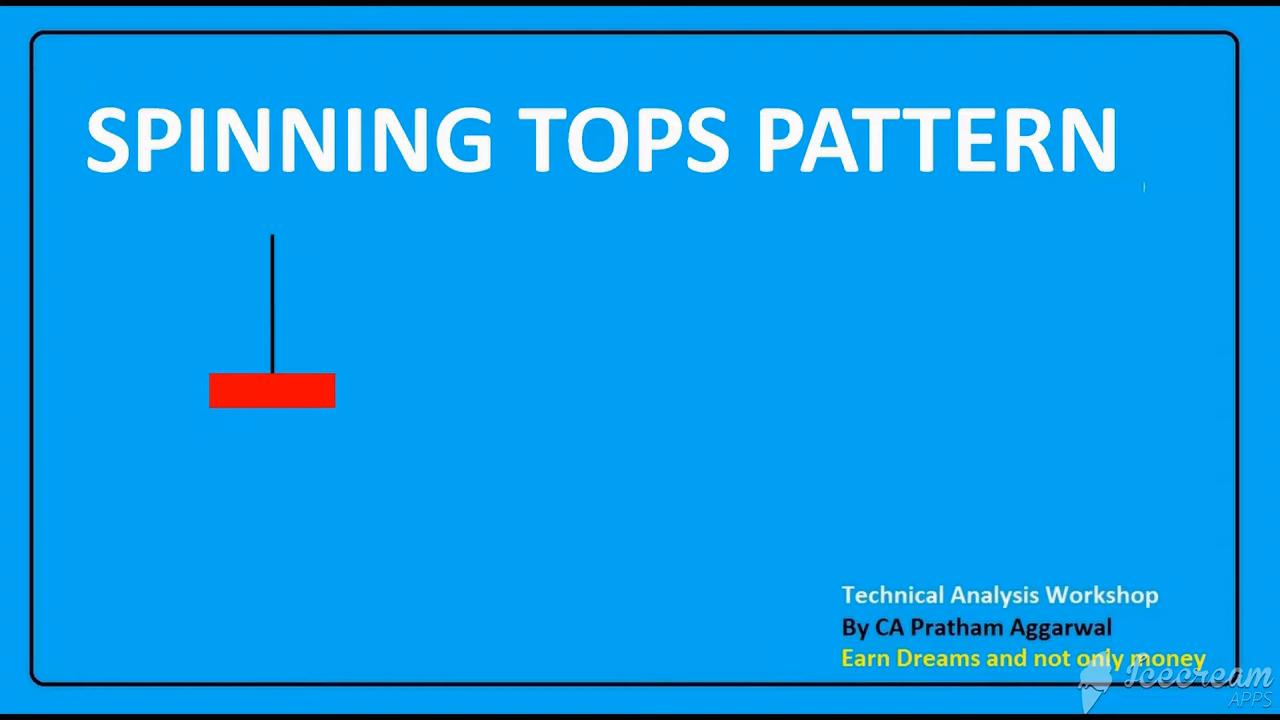 SPINNING TOPS PATTERN
Technical Analysis Workshop
By CA Pratham Aggarwal
Earn Dreams and not only money
Icecream
APPS